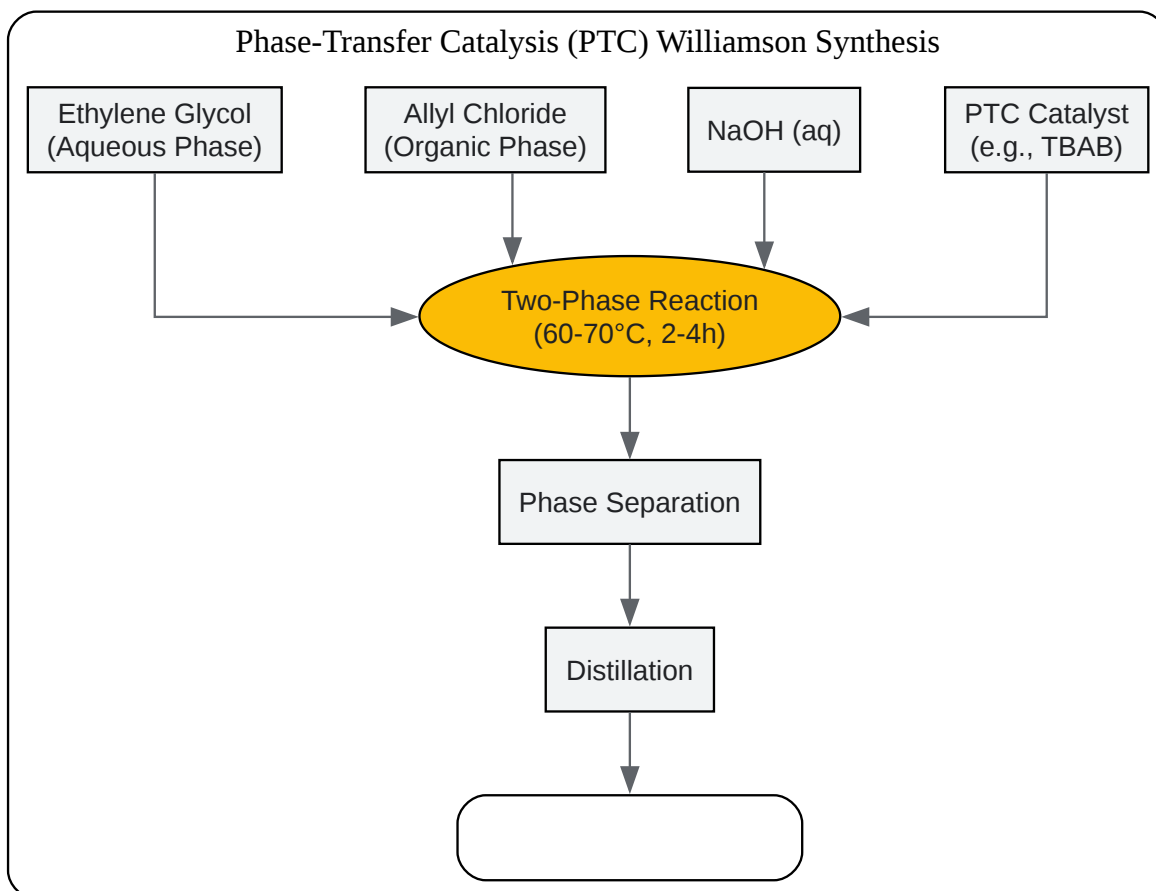 Phase-Transfer Catalysis (PTC) Williamson Synthesis
Ethylene Glycol
(Aqueous Phase)
Allyl Chloride
(Organic Phase)
NaOH (aq)
PTC Catalyst
(e.g., TBAB)
Two-Phase Reaction
(60-70°C, 2-4h)
Phase Separation
Distillation